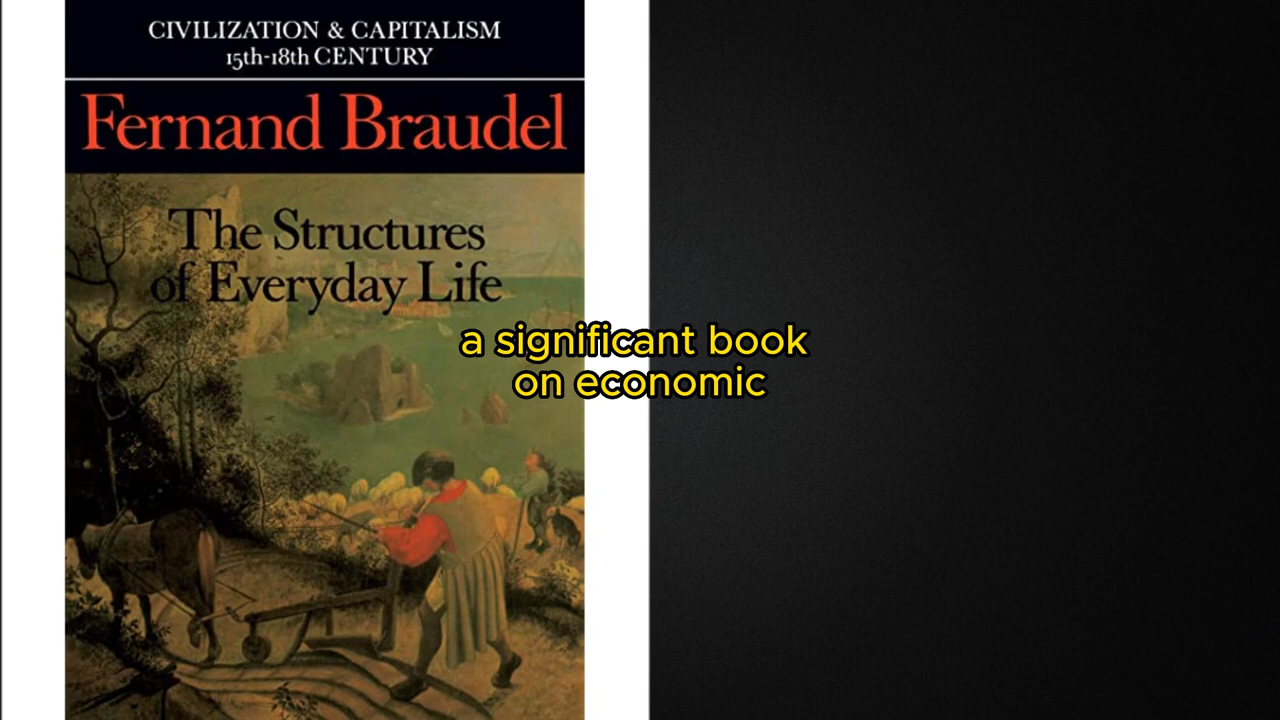 CIVILIZATION & CAPITALISM
15th-18th CENTURY
Fernand Braudel
The Structures
of Everyday Life
a significant book
on economic